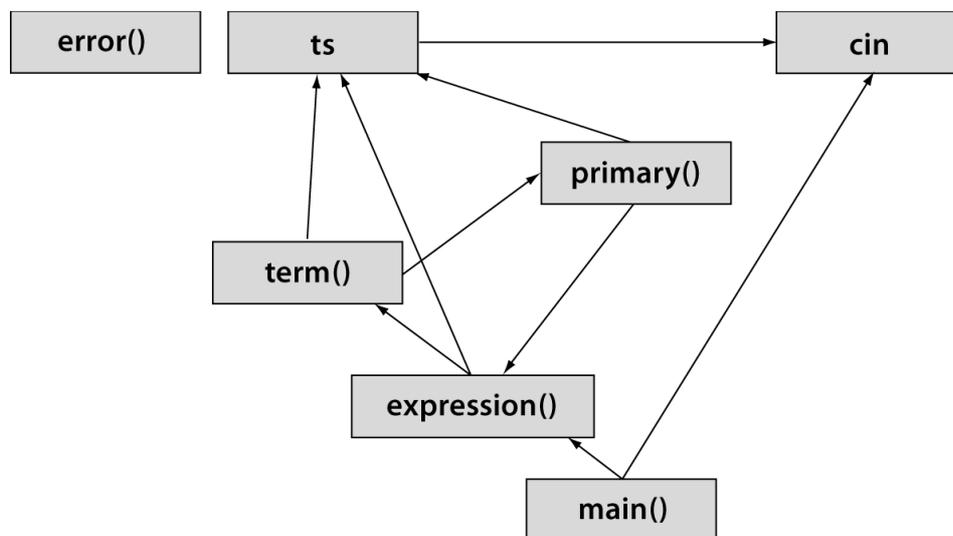 error()
ts
cin
primary()
term()
expression()
main()